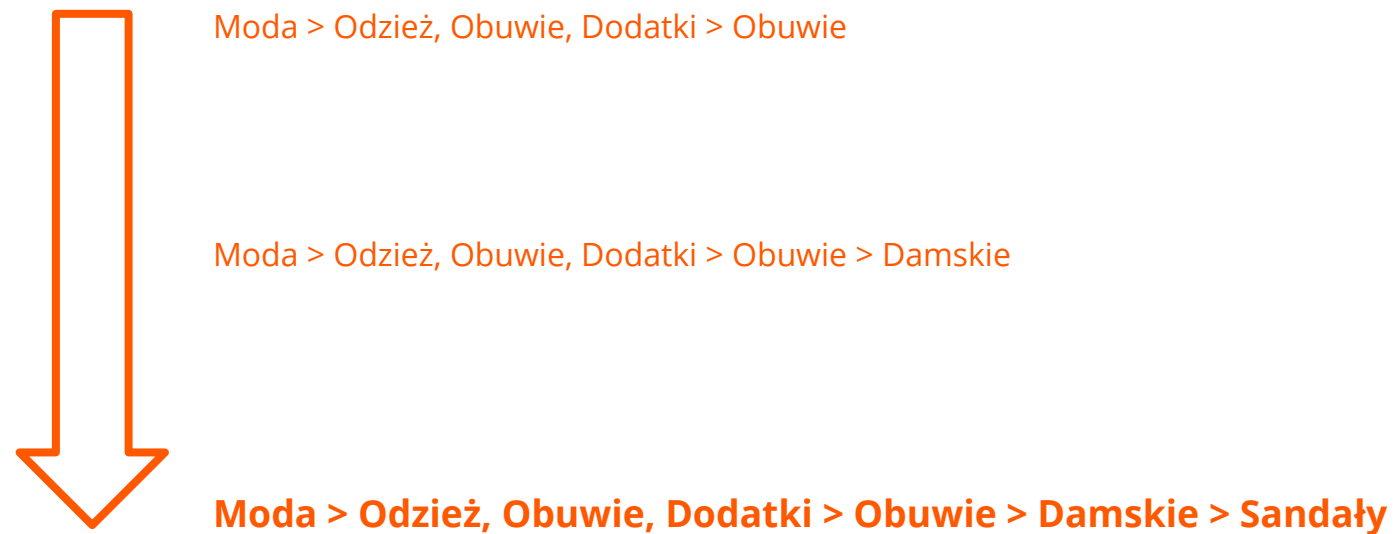 Moda > Odzież, Obuwie, Dodatki > Obuwie
Moda > Odzież, Obuwie, Dodatki > Obuwie > Damskie
Moda > Odzież, Obuwie, Dodatki > Obuwie > Damskie > Sandały